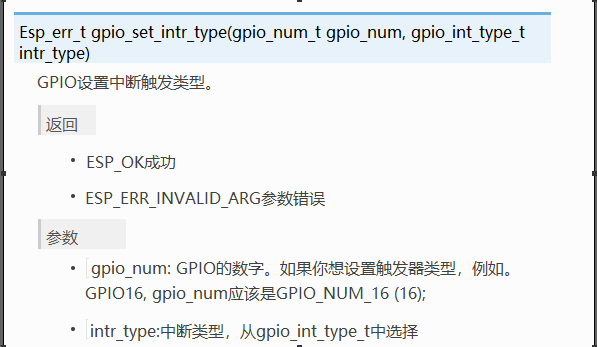 Esp_err_t gpio_set_intr_type(gpio_num_t gpio_num, gpio_int_type_t
intr_type)
GPIO设置中断触发类型。
返回
• ESP_OK成功
• ESP_ERR_INVALID_ARG参数错误
参数
• gpio_num: GPIO的数字。如果你想设置触发器类型，例如。
GPIO16, gpio_num应该是GPIO_NUM_16 (16);
• intr_type:中断类型，从gpio_int_type_t中选择